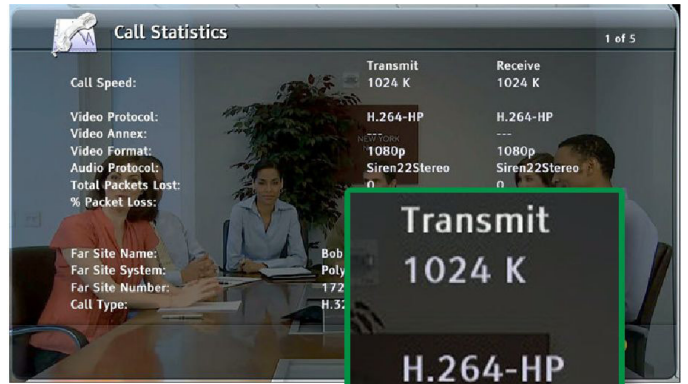 Call Statistics
1 of 5
Transmit Receive
Call Speed: 1024 K 1024 K
Video Protocol: H.264-HP H.264-HP
Video Annex: --- ---
NEW YORK
Video Format: 1080p 1080p
Audio Protocol: Siren22Stereo Siren22Stereo
Total Packets Lost: 0 0
% Packet Loss:
Far Site Name: Bob
Far Site System: Poly
Far Site Number: 172
Call Type: H.32
Transmit
1024 K
H.264-HP